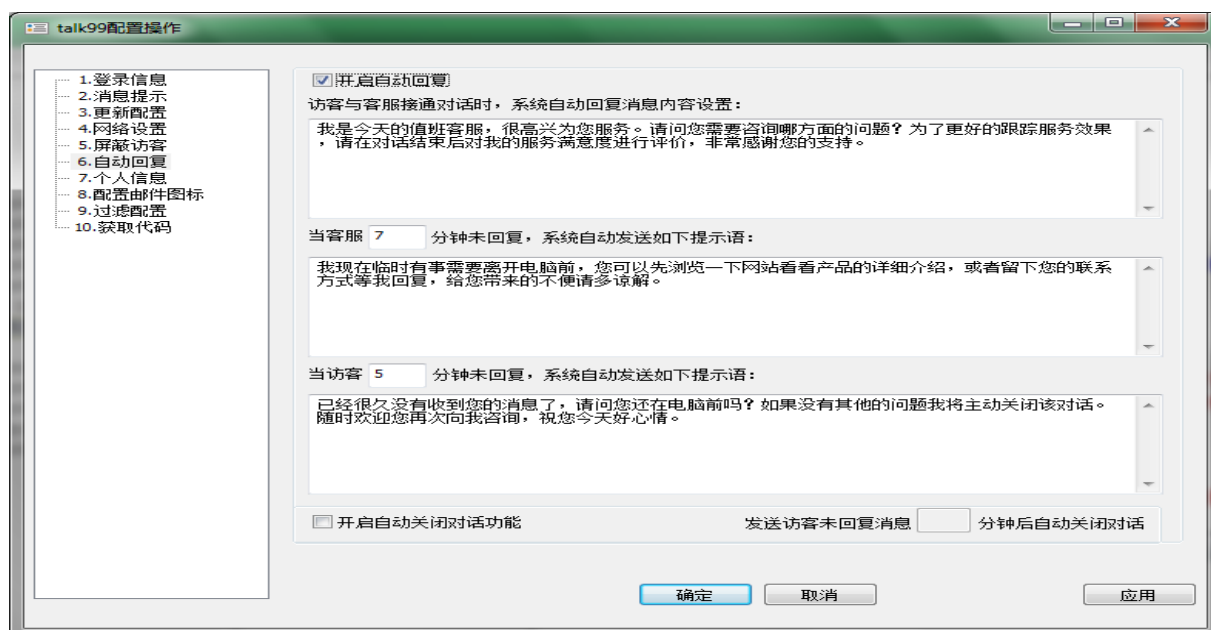 talk99配置操作
1.登录信息
2.消息提示
3.更新配置
4.网络设置
5.屏蔽访客
6.自动回复
7.个人信息
8.配置邮件图标
9.过滤配置
10.获取代码
开启自动回复
访客与客服接通对话时，系统自动回复消息内容设置：
我是今天的值班客服，很高兴为您服务。请问您需要咨询哪方面的问题？为了更好的跟踪服务效果
，请在对话结束后对我的服务满意度进行评价，非常感谢您的支持。
当客服 7 分钟未回复，系统自动发送如下提示语：
我现在临时有事需要离开电脑前，您可以先浏览一下网站看看产品的详细介绍，或者留下您的联系
方式等我回复，给您带来的不便请多谅解。
当访客 5 分钟未回复，系统自动发送如下提示语：
已经很久没有收到您的消息了，请问您还在电脑前吗？如果没有其他的问题我将主动关闭该对话。
随时欢迎您再次向我咨询，祝您今天好心情。
开启自动关闭对话功能 发送访客未回复消息 分钟后自动关闭对话
确定 取消 应用